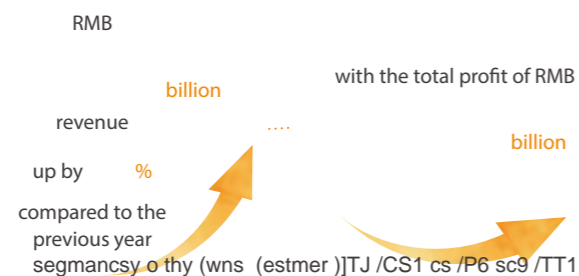 RMB
billion
revenue
....
up by %
compared to the
previous year
with the total profit of RMB
billion
segmancsy o thy (wns (estmer )]TJ /CS1 cs /P6 sc9 /TT1